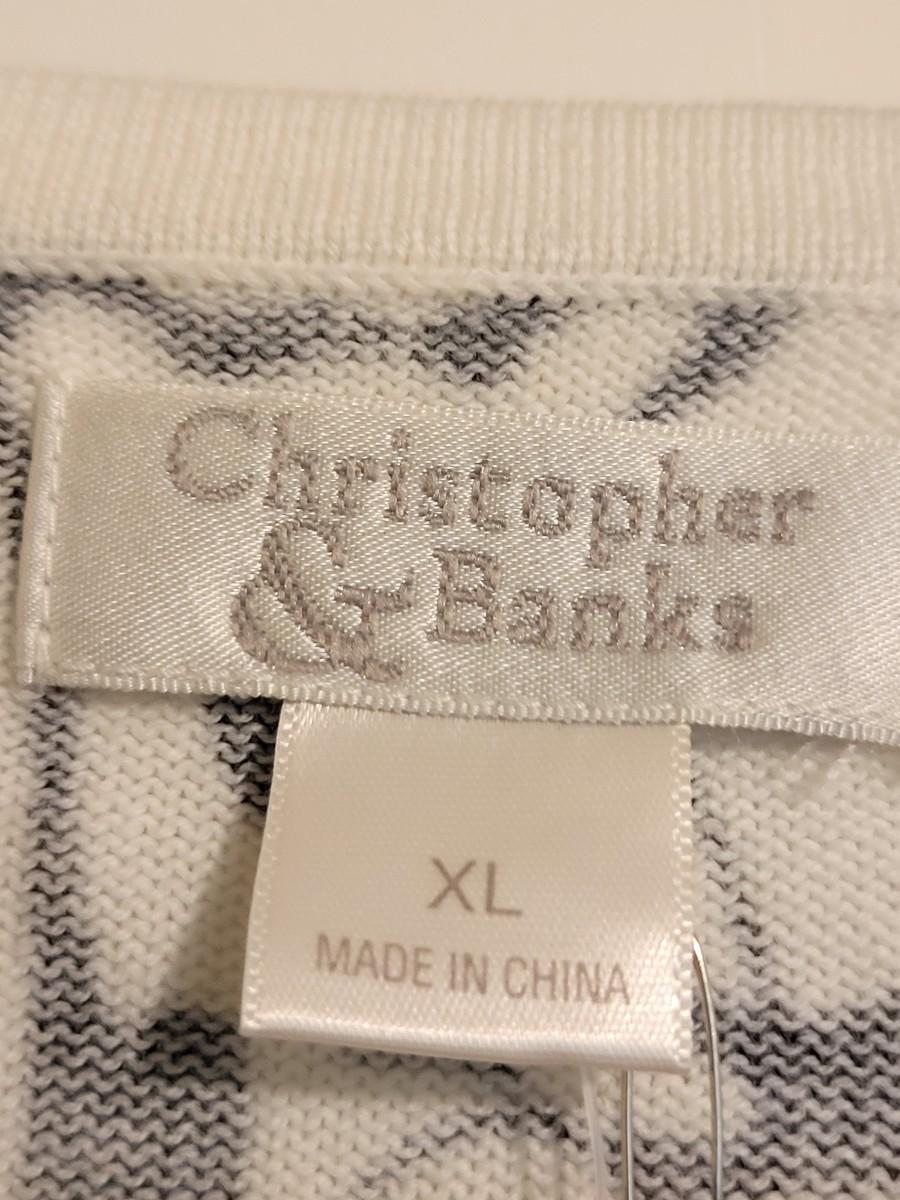 Christopher
& Banks
XL
MADE IN CHINA